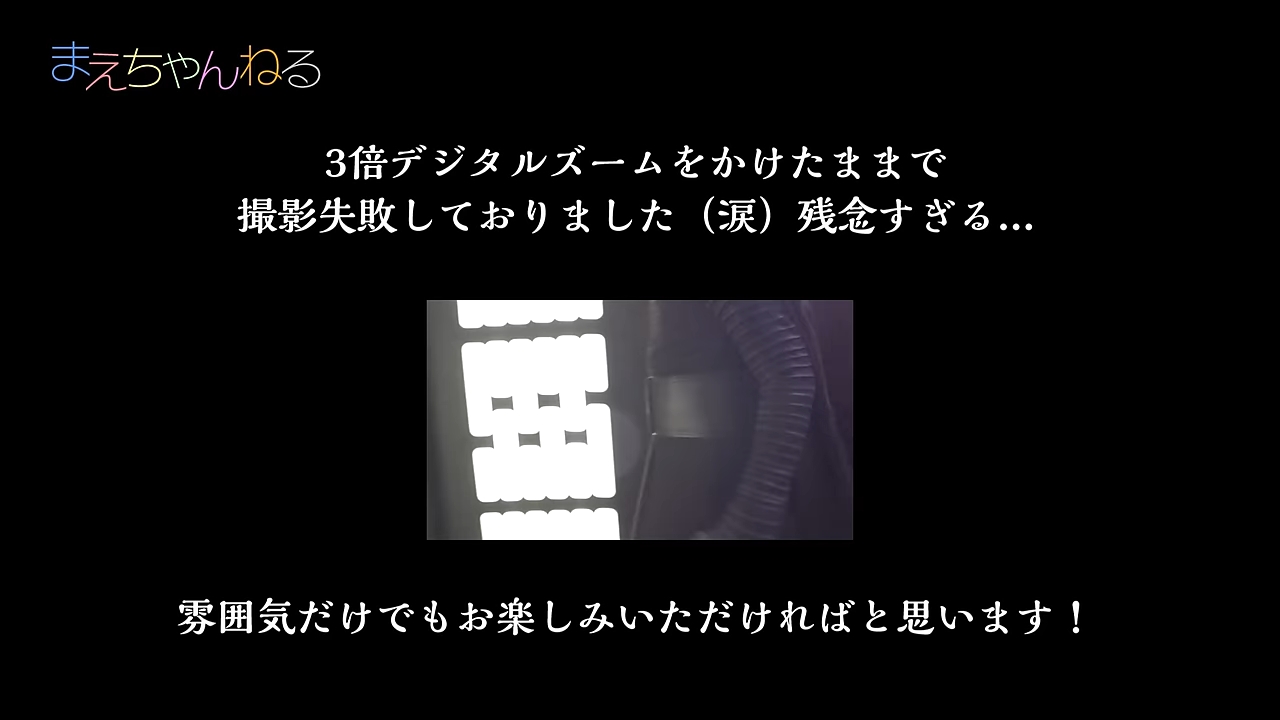 まえちゃんねる
3倍デジタルズームをかけたままで
撮影失敗しておりました（涙）残念すぎる...
雰囲気だけでもお楽しみいただければと思います！